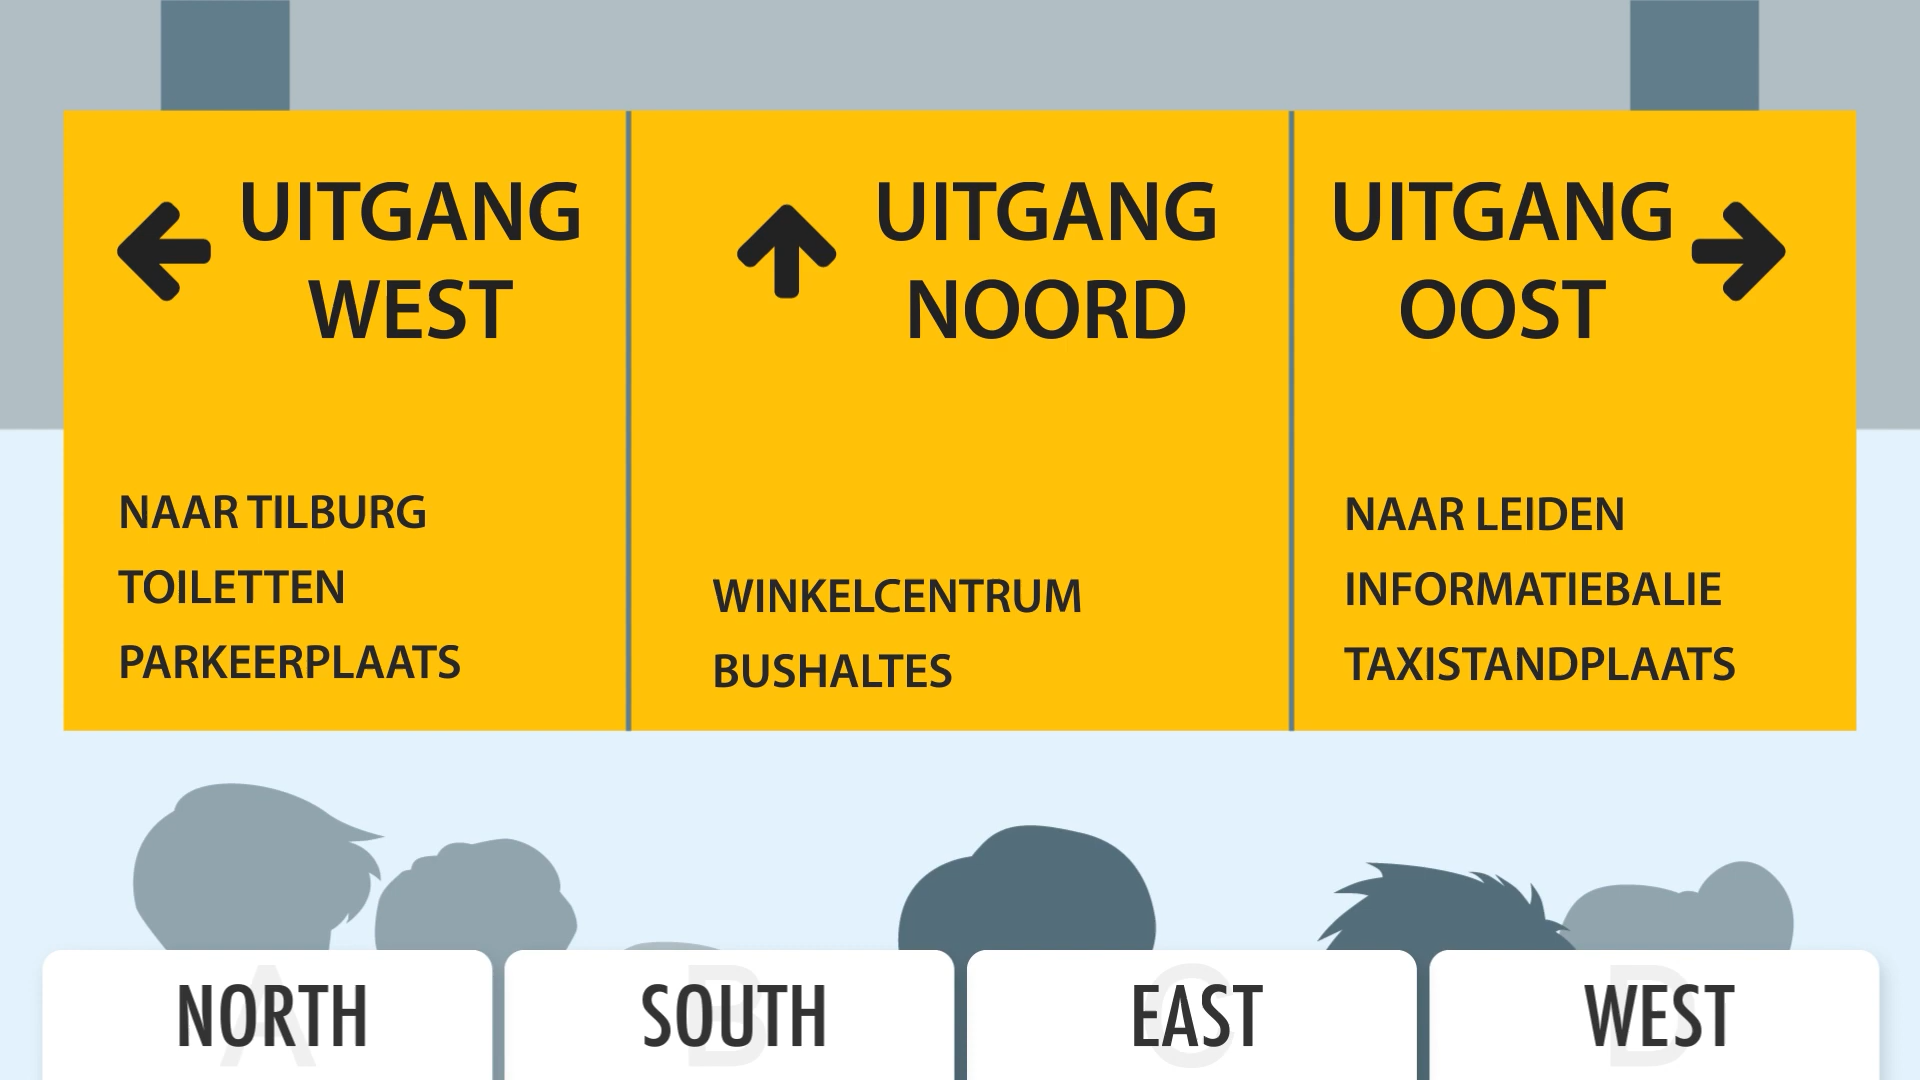 UITGANG
WEST
NAAR TILBURG
TOILETTEN
PARKEERPLAATS
UITGANG
NOORD
WINKELCENTRUM
BUSHALTES
UITGANG
OOST
NAAR LEIDEN
INFORMATIEBALIE
TAXISTANDPLAATS
A
NORTH
B
SOUTH
C
EAST
D
WEST